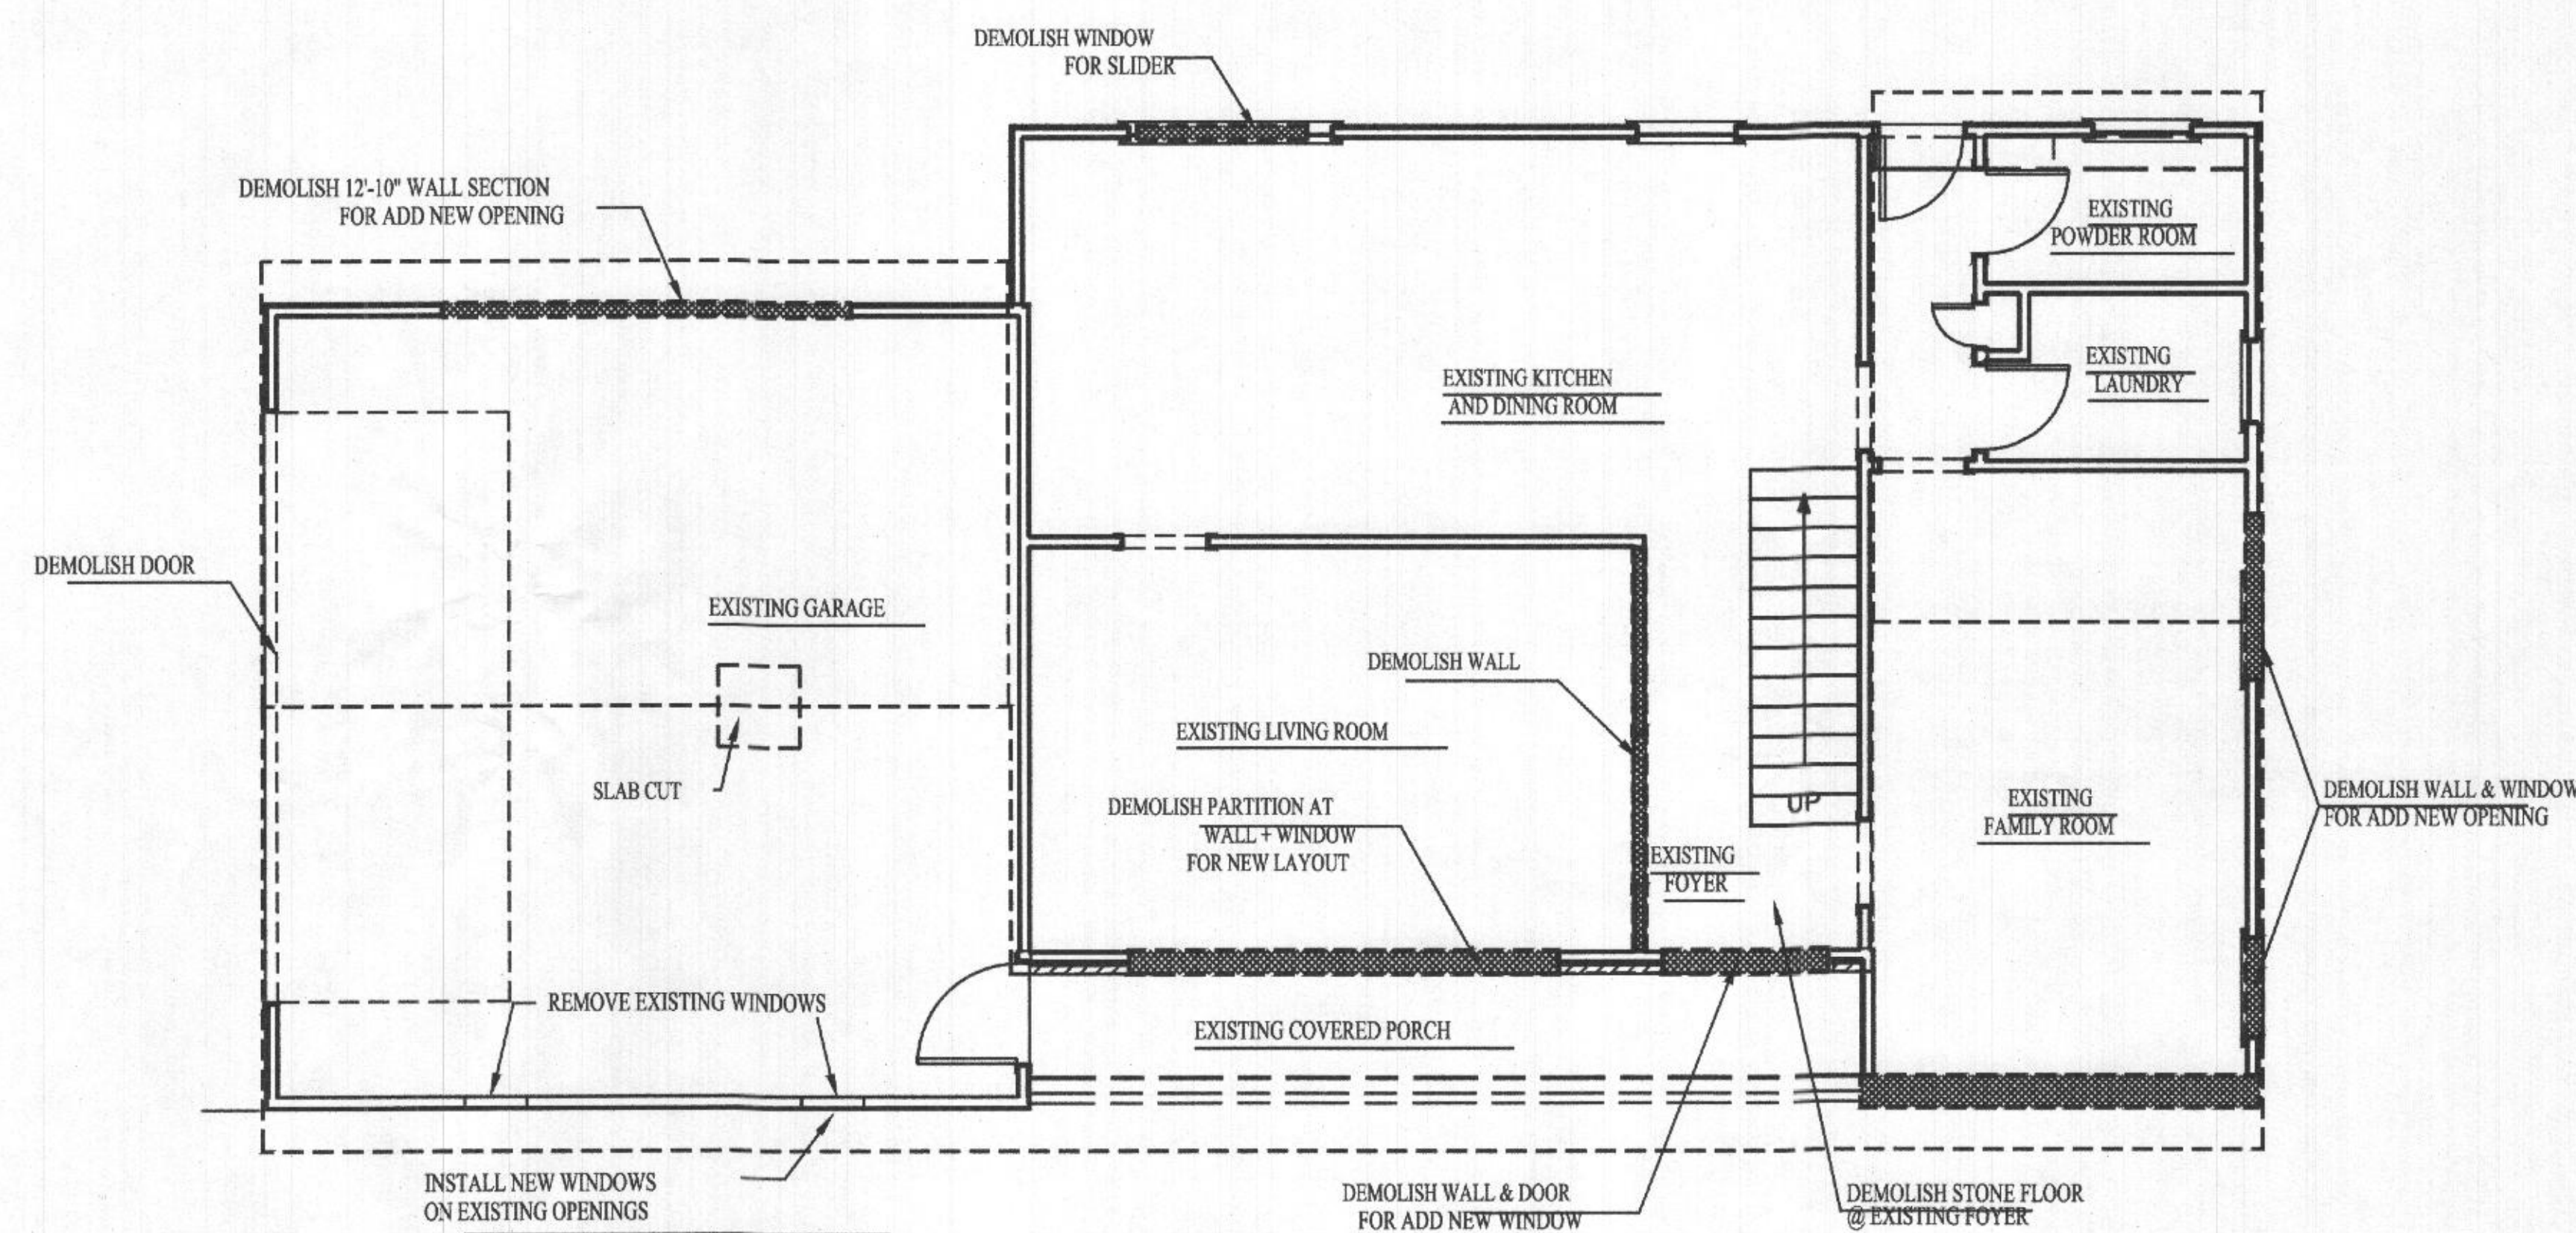 DEMOLISH WINDOW
FOR SLIDER
DEMOLISH 12'-10" WALL SECTION
FOR ADD NEW OPENING
EXISTING
POWDER ROOM
EXISTING
LAUNDRY
EXISTING KITCHEN
AND DINING ROOM
DEMOLISH DOOR
EXISTING GARAGE
DEMOLISH WALL
EXISTING LIVING ROOM
SLAB CUT
DEMOLISH PARTITION AT
WALL + WINDOW
FOR NEW LAYOUT
UP
EXISTING
FAMILY ROOM
DEMOLISH WALL & WINDOW
FOR ADD NEW OPENING
EXISTING
FOYER
REMOVE EXISTING WINDOWS
EXISTING COVERED PORCH
INSTALL NEW WINDOWS
ON EXISTING OPENINGS
DEMOLISH WALL & DOOR
FOR ADD NEW WINDOW
DEMOLISH STONE FLOOR
@ EXISTING FOYER